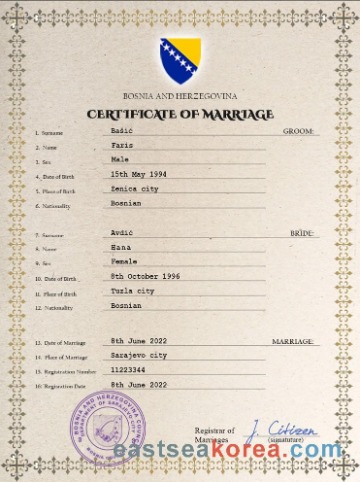 BOSNIA AND HERZEGOVINA
CERTIFICATE OF MARRIAGE
1. Surname Bašić GROOM:
2. Name Faris
3. Sex Male
4. Date of Birth 15th May 1994
5. Place of Birth Zenica city
6. Nationality Bosnian
7. Surname Avdić BRIDE:
8. Name Hana
9. Sex Female
10. Date of Birth 8th October 1996
11. Place of Birth Tuzla city
12. Nationality Bosnian
13. Date of Marriage 8th June 2022 MARRIAGE:
14. Place of Marriage Sarajevo city
15. Registration Number 11223344
16. Registration Date 8th June 2022
BOSNIA AND HERZEGOVINA
Registrar of
Marriages
J. Citizen
(signature)
eastseakorea.com